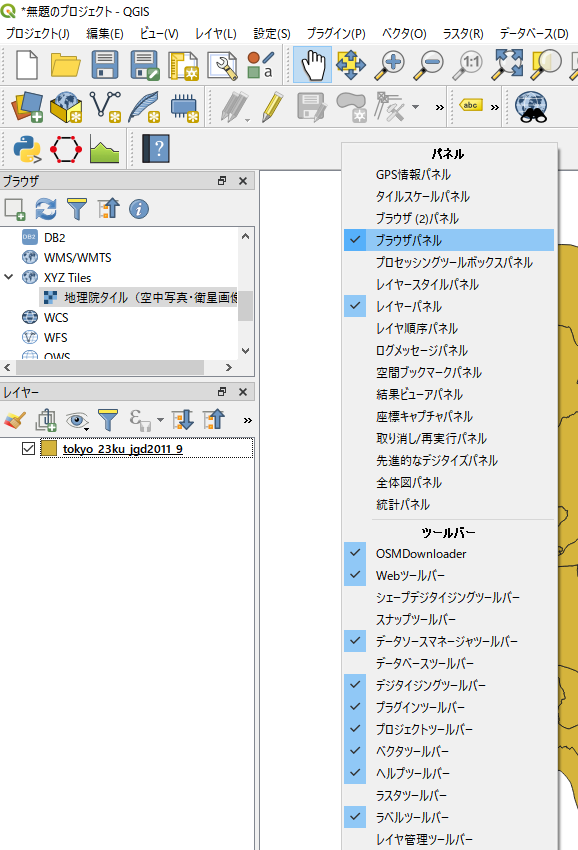 *無題のプロジェクト - QGIS
プロジェクト(J) 編集(E) ビュー(V) レイヤ(L) 設定(S) プラグイン(P) ベクタ(O) ラスタ(R) データベース(D)
1:1
» abc »
?
ブラウザ
DB2 DB2
WMS/WMTS
XYZ Tiles
地理院タイル（空中写真・衛星画像
WCS
WFS
OWS
レイヤー
»
tokyo_23ku_jgd2011_9
パネル
GPS情報パネル
タイルスケールパネル
ブラウザ (2)パネル
ブラウザパネル
プロセッシングツールボックスパネル
レイヤースタイルパネル
レイヤーパネル
レイヤ順序パネル
ログメッセージパネル
空間ブックマークパネル
結果ビューアパネル
座標キャプチャパネル
取り消し/再実行パネル
先進的なデジタイズパネル
全体図パネル
統計パネル
ツールバー
OSMDownloader
Webツールバー
シェープデジタイジングツールバー
スナップツールバー
データソースマネージャツールバー
データベースツールバー
デジタイジングツールバー
プラグインツールバー
プロジェクトツールバー
ベクタツールバー
ヘルプツールバー
ラスタツールバー
ラベルツールバー
レイヤ管理ツールバー